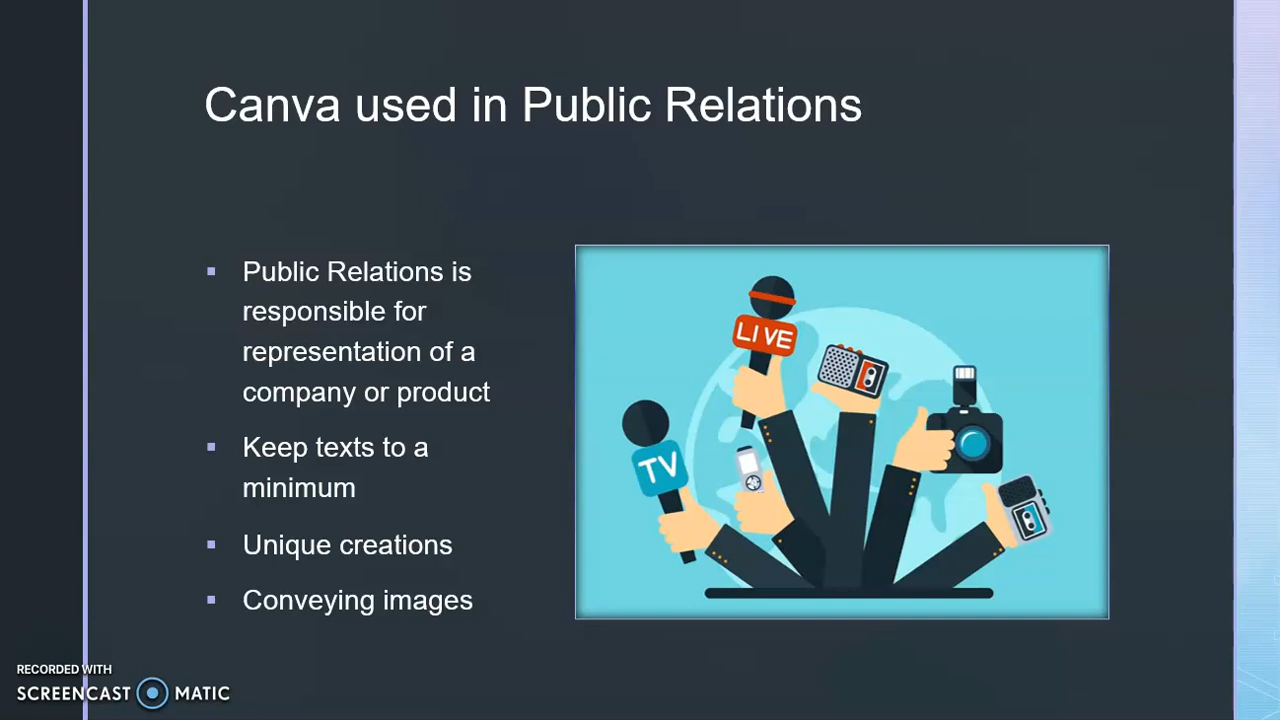 Canva used in Public Relations
Public Relations is
responsible for
representation of a
company or product
Keep texts to a
minimum
Unique creations
Conveying images
LIVE
TV
RECORDED WITH
SCREENCAST MATIC